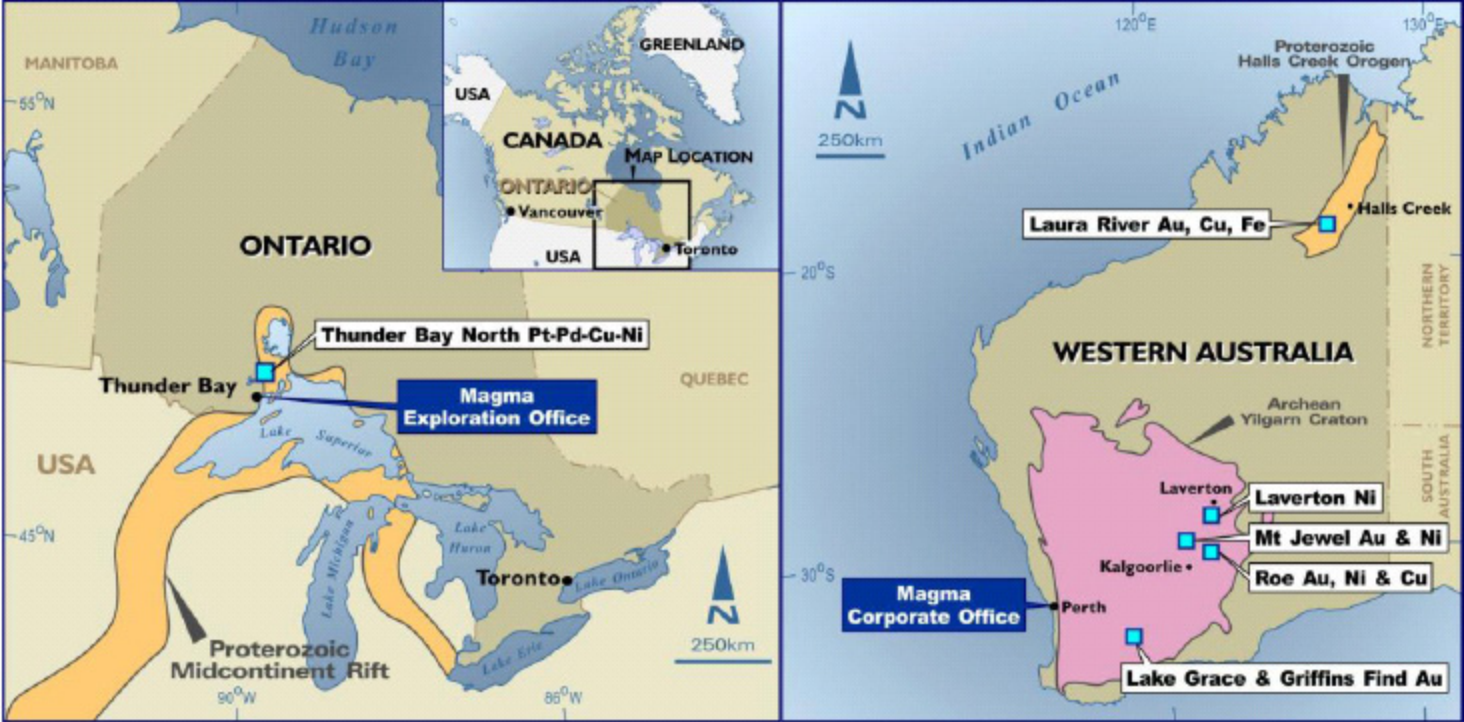 Hudson
Bay
MANITOBA
55°N
GREENLAND
USA
CANADA
MAP LOCATION
ONTARIO
Vancouver
Toronto
USA
ONTARIO
Thunder Bay North Pt-Pd-Cu-Ni
Thunder Bay
Magma
Exploration Office
QUEBEC
Lake Superior
USA
45°N
Lake Michigan
Lake
Huron
Toronto
Lake Ontario
Lake Erie
N
250km
Proterozoic
Midcontinent Rift
90°W
86°W
120°E
130°E
Proterozoic
Halls Creek Orogen
N
250km
Indian Ocean
Halls Creek
Laura River Au, Cu, Fe
20°S
NORTHERN
TERRITORY
WESTERN AUSTRALIA
Archean
Yilgarn Craton
SOUTH
AUSTRALIA
Laverton
Laverton Ni
Mt Jewel Au & Ni
Kalgoorlie
Roe Au, Ni & Cu
30°S
Magma
Corporate Office
Perth
Lake Grace & Griffins Find Au